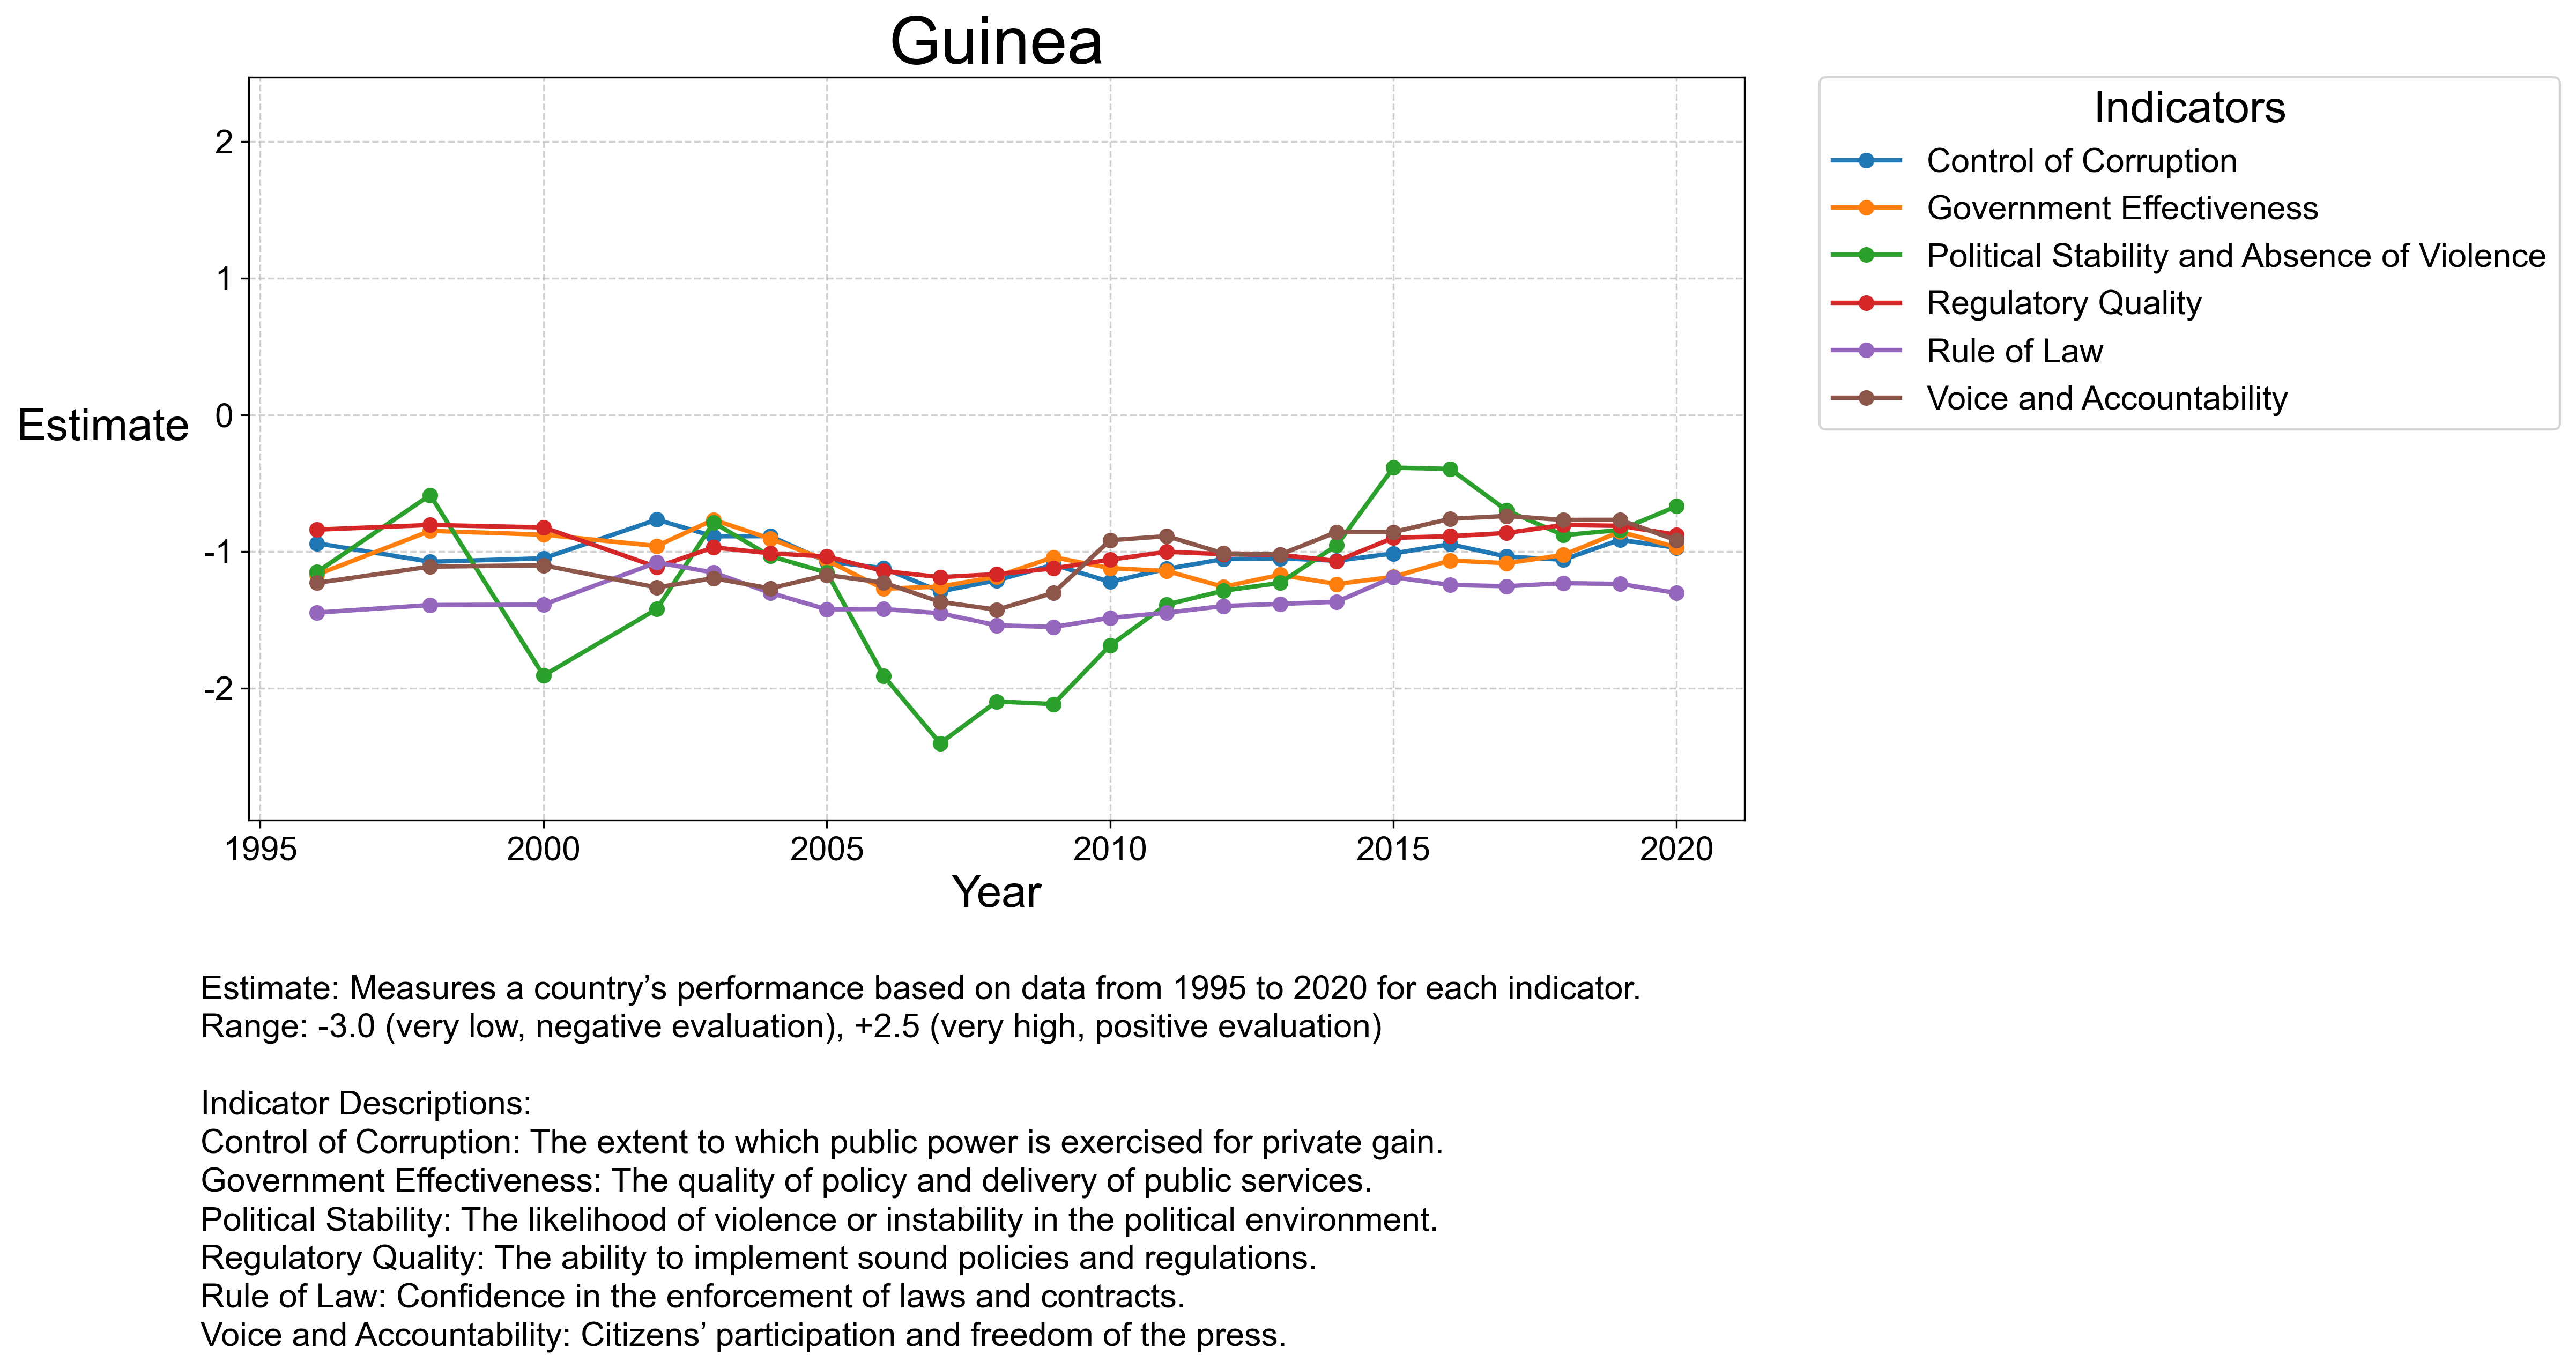 Guinea
Indicators
Control of Corruption
Government Effectiveness
Political Stability and Absence of Violence
Regulatory Quality
Rule of Law
Voice and Accountability
Estimate
2
1
0
-1
-2
1995 2000 2005 2010 2015 2020
Year
Estimate: Measures a country’s performance based on data from 1995 to 2020 for each indicator.
Range: -3.0 (very low, negative evaluation), +2.5 (very high, positive evaluation)
Indicator Descriptions:
Control of Corruption: The extent to which public power is exercised for private gain.
Government Effectiveness: The quality of policy and delivery of public services.
Political Stability: The likelihood of violence or instability in the political environment.
Regulatory Quality: The ability to implement sound policies and regulations.
Rule of Law: Confidence in the enforcement of laws and contracts.
Voice and Accountability: Citizens’ participation and freedom of the press.